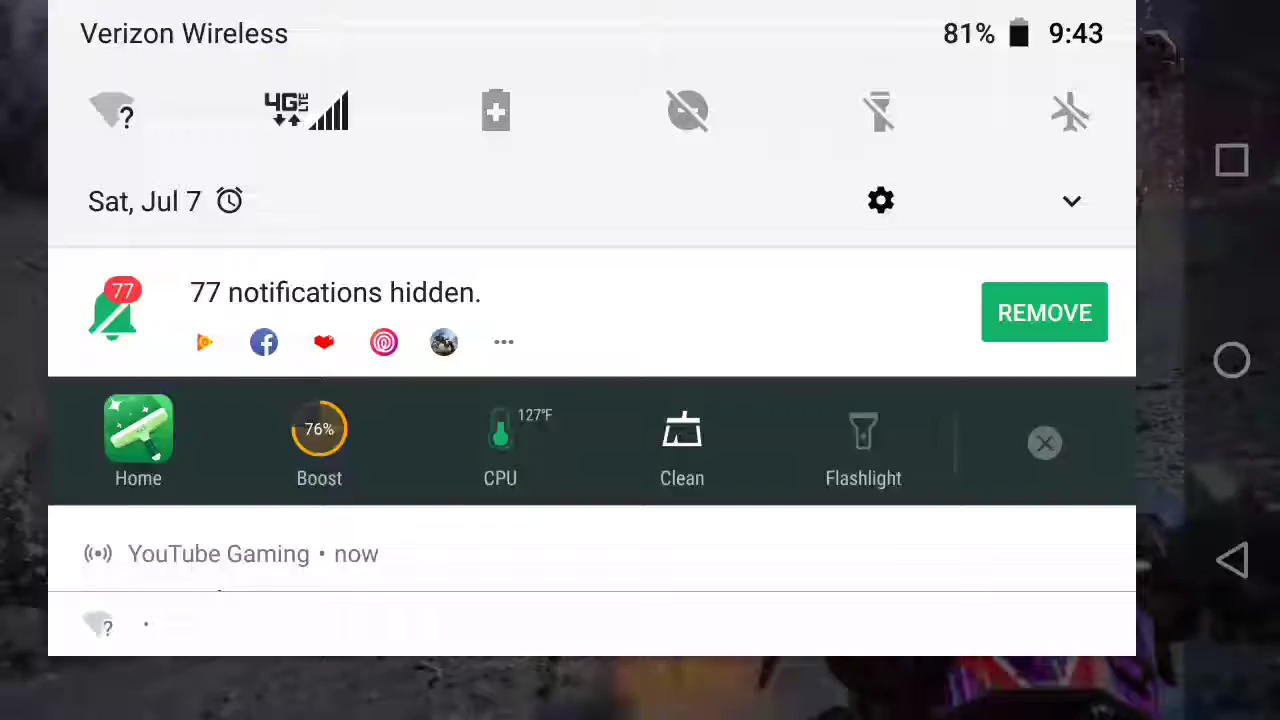 Verizon Wireless 81% 9:43
? 4G LTE
Sat, Jul 7
77 77 notifications hidden.
REMOVE
76% 127°F
Home Boost CPU Clean Flashlight
YouTube Gaming • now
?